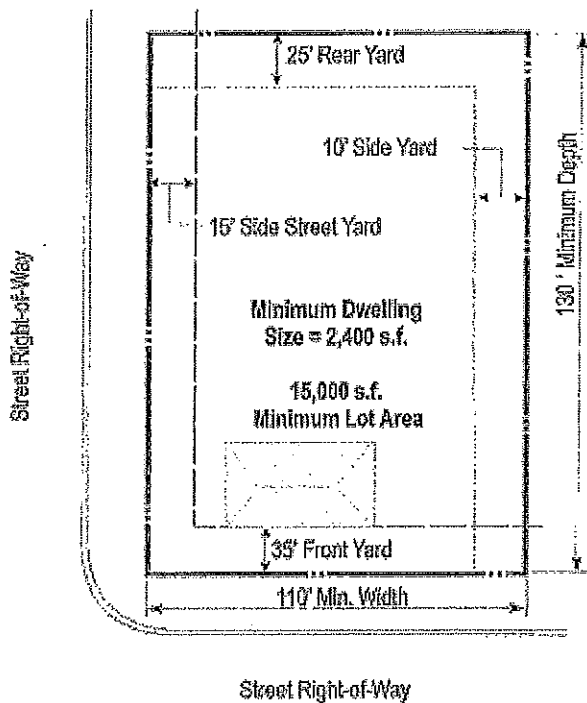 25' Rear Yard
10' Side Yard
15' Side Street Yard
130' Minimum Depth
Street Right-of-Way
Minimum Dwelling
Size = 2,400 s.f.
15,000 s.f.
Minimum Lot Area
35' Front Yard
110' Min. Width
Street Right-of-Way